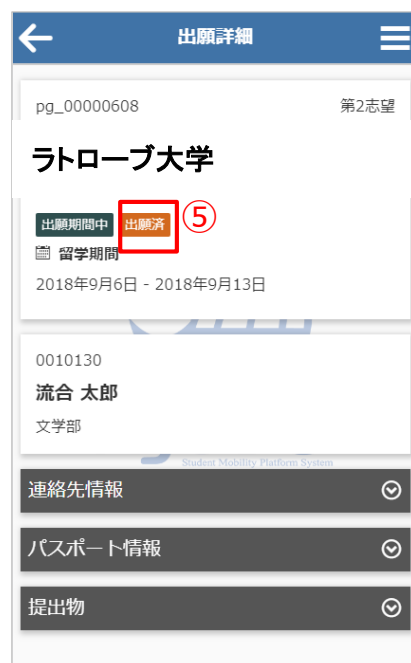 出願詳細
pg_00000608 第2志望
ラトローブ大学
出願期間中 出願済 ⑤
留学期間
2018年9月6日 - 2018年9月13日
0010130
流合 太郎
文学部
Student Mobility Platform System
連絡先情報
パスポート情報
提出物